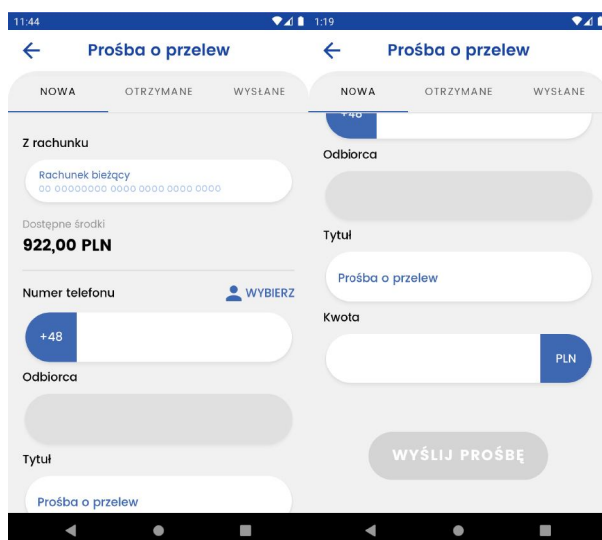 11:44
Prośba o przelew
NOWA OTRZYMANE WYSŁANE
Z rachunku
Rachunek bieżący
00 00000000 0000 0000 0000 0000
Dostępne środki
922,00 PLN
Numer telefonu WYBIERZ
+48
Odbiorca
Tytuł
Prośba o przelew
1:19
Prośba o przelew
NOWA OTRZYMANE WYSŁANE
+48
Odbiorca
Tytuł
Prośba o przelew
Kwota
PLN
WYŚLIJ PROŚBĘ